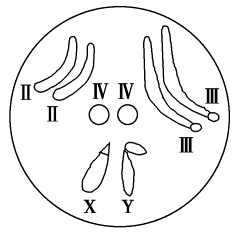 Ⅱ Ⅳ Ⅳ Ⅲ
Ⅱ Ⅲ
X Y